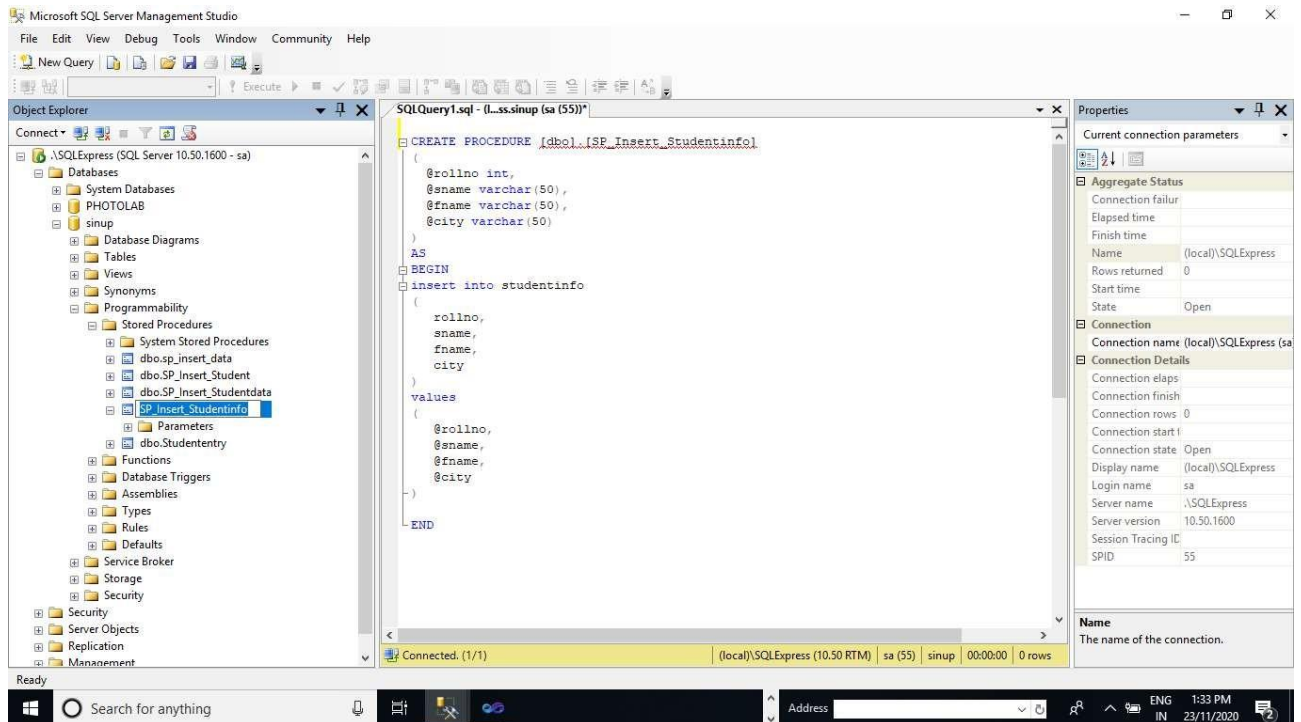 Microsoft SQL Server Management Studio
File Edit View Debug Tools Window Community Help
New Query
Execute
Object Explorer
Connect
.\SQLExpress (SQL Server 10.50.1600 - sa)
Databases
System Databases
PHOTOLAB
sinup
Database Diagrams
Tables
Views
Synonyms
Programmability
Stored Procedures
System Stored Procedures
dbo.sp_insert_data
dbo.SP_Insert_Student
dbo.SP_Insert_Studentdata
SP_Insert_Studentinfo
Parameters
dbo.Studententry
Functions
Database Triggers
Assemblies
Types
Rules
Defaults
Service Broker
Storage
Security
Security
Server Objects
Replication
Management
SQLQuery1.sql - (l...ss.sinup (sa (55))*
CREATE PROCEDURE [dbo].[SP_Insert_Studentinfo]
(
@rollno int,
@sname varchar(50),
@fname varchar(50),
@city varchar(50)
)
AS
BEGIN
insert into studentinfo
(
rollno,
sname,
fname,
city
)
values
(
@rollno,
@sname,
@fname,
@city
)
END
Connected. (1/1)
(local)\SQLExpress (10.50 RTM) sa (55) sinup 00:00:00 0 rows
Properties
Current connection parameters
Aggregate Status
Connection failur
Elapsed time
Finish time
Name (local)\SQLExpress
Rows returned 0
Start time
State Open
Connection
Connection name (local)\SQLExpress (sa
Connection Details
Connection elaps
Connection finish
Connection rows 0
Connection start t
Connection state Open
Display name (local)\SQLExpress
Login name sa
Server name .\SQLExpress
Server version 10.50.1600
Session Tracing ID
SPID 55
Name
The name of the connection.
Ready
Search for anything
Address
ENG
IN
1:33 PM
23/11/2020
2